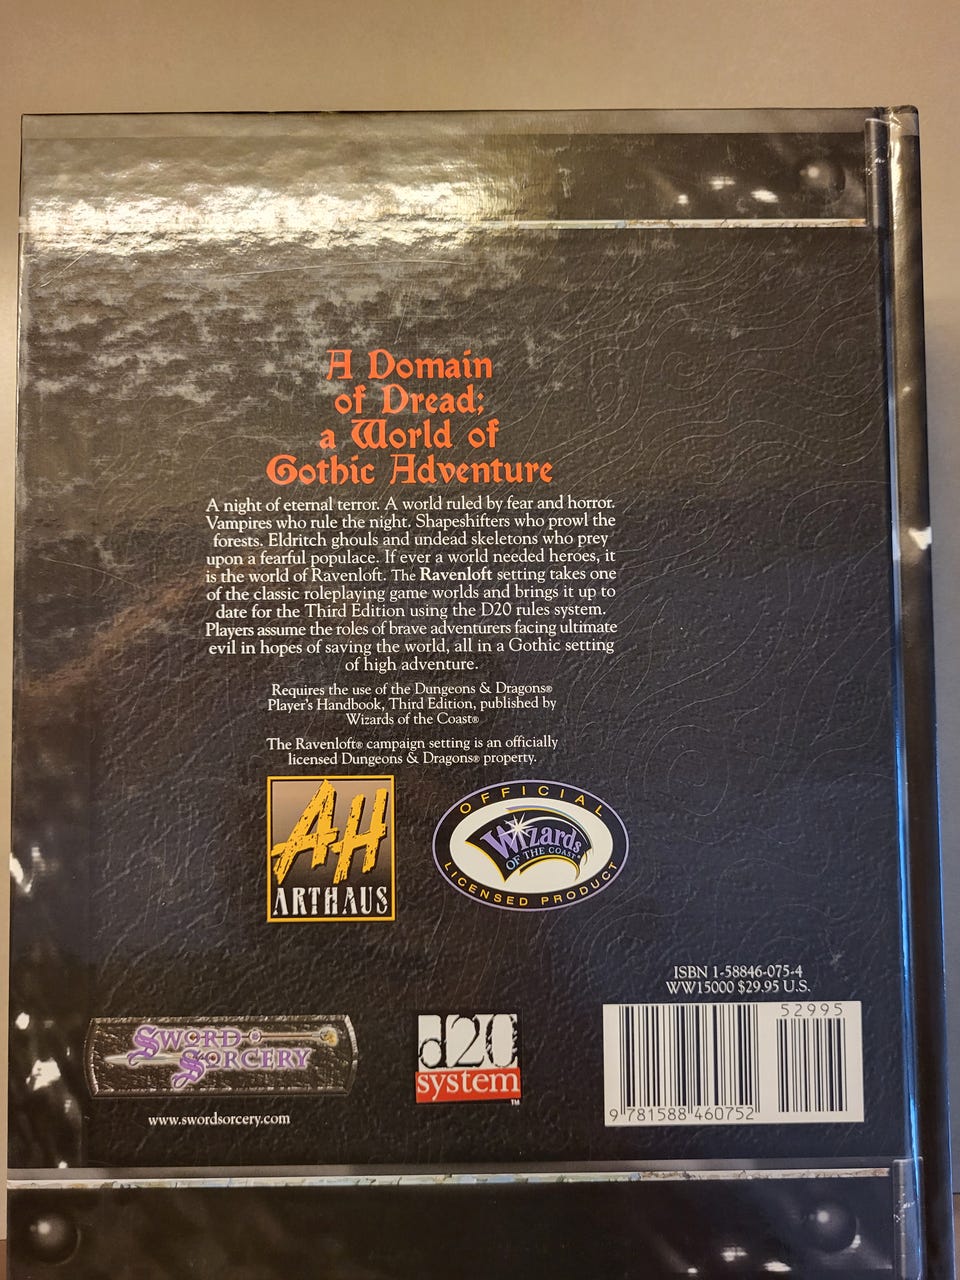 A Domain
of Dread;
a World of
Gothic Adventure
A night of eternal terror. A world ruled by fear and horror.
Vampires who rule the night. Shapeshifters who prowl the
forests. Eldritch ghouls and undead skeletons who prey
upon a fearful populace. If ever a world needed heroes, it
is the world of Ravenloft. The Ravenloft setting takes one
of the classic roleplaying game worlds and brings it up to
date for the Third Edition using the D20 rules system.
Players assume the roles of brave adventurers facing ultimate
evil in hopes of saving the world, all in a Gothic setting
of high adventure.
Requires the use of the Dungeons & Dragons®
Player's Handbook, Third Edition, published by
Wizards of the Coast®
The Ravenloft® campaign setting is an officially
licensed Dungeons & Dragons® property.
AH
ARTHAUS
OFFICIAL
Wizards
OF THE COAST®
LICENSED PRODUCT
ISBN 1-58846-075-4
WW15000 $29.95 U.S.
52995
9 781588 460752
SWORD
SORCERY
www.swordsorcery.com
d20
system
TM